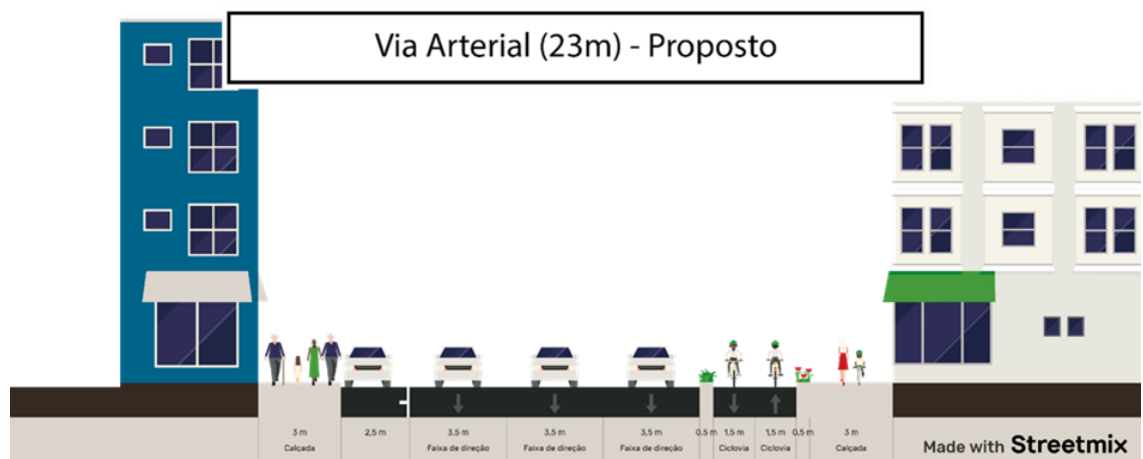 Via Arterial (23m) - Proposto
3 m
Calçada
2,5 m
3,5 m
Faixa de direção
3,5 m
Faixa de direção
3,5 m
Faixa de direção
0,5 m
1,5 m
Ciclovia
1,5 m
Ciclovia
0,5 m
3 m
Calçada
Made with Streetmix